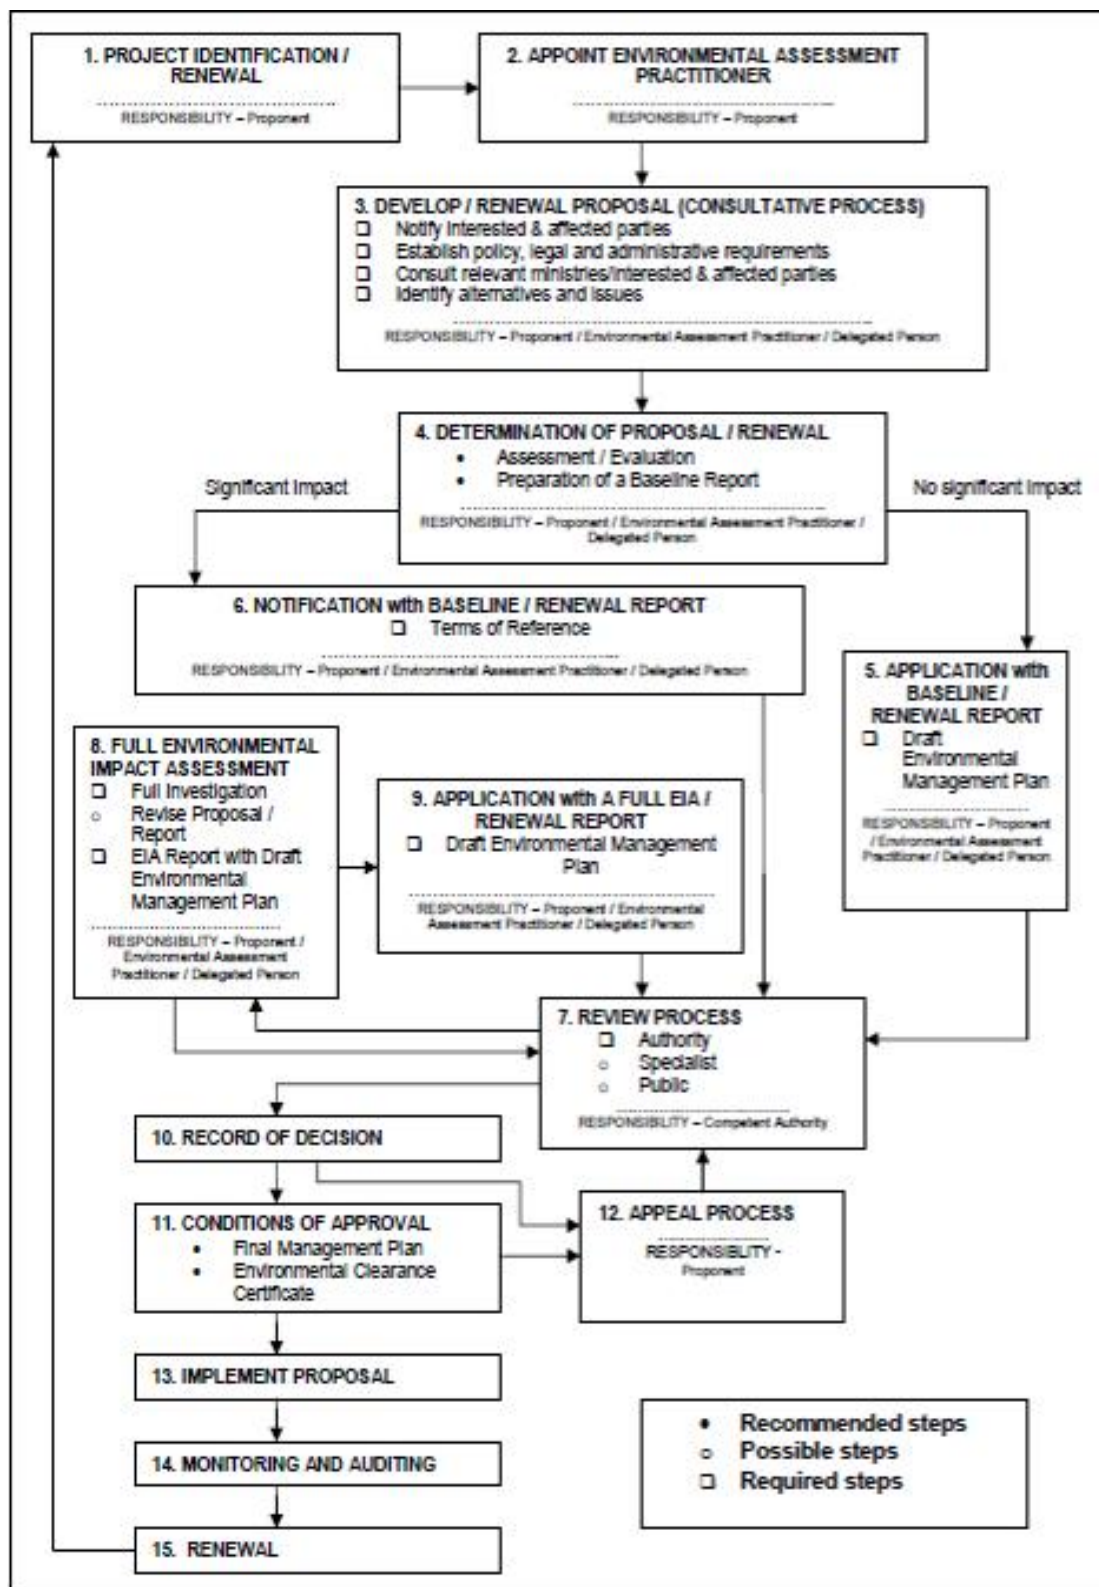 1. PROJECT IDENTIFICATION /
RENEWAL
RESPONSIBILITY – Proponent
2. APPOINT ENVIRONMENTAL ASSESSMENT
PRACTITIONER
RESPONSIBILITY – Proponent
3. DEVELOP / RENEWAL PROPOSAL (CONSULTATIVE PROCESS)
❑ Notify interested & affected parties
❑ Establish policy, legal and administrative requirements
❑ Consult relevant ministries/interested & affected parties
❑ Identify alternatives and issues
RESPONSIBILITY – Proponent / Environmental Assessment Practitioner / Delegated Person
4. DETERMINATION OF PROPOSAL / RENEWAL
• Assessment / Evaluation
• Preparation of a Baseline Report
RESPONSIBILITY – Proponent / Environmental Assessment Practitioner /
Delegated Person
Significant Impact
No significant Impact
6. NOTIFICATION with BASELINE / RENEWAL REPORT
❑ Terms of Reference
RESPONSIBILITY – Proponent / Environmental Assessment Practitioner / Delegated Person
5. APPLICATION with
BASELINE /
RENEWAL REPORT
❑ Draft
Environmental
Management Plan
RESPONSIBILITY – Proponent
/ Environmental Assessment
Practitioner / Delegated Person
8. FULL ENVIRONMENTAL
IMPACT ASSESSMENT
❑ Full Investigation
○ Revise Proposal /
Report
❑ EIA Report with Draft
Environmental
Management Plan
RESPONSIBILITY – Proponent /
Environmental Assessment
Practitioner / Delegated Person
9. APPLICATION with A FULL EIA /
RENEWAL REPORT
❑ Draft Environmental Management
Plan
RESPONSIBILITY – Proponent / Environmental
Assessment Practitioner / Delegated Person
7. REVIEW PROCESS
❑ Authority
○ Specialist
○ Public
RESPONSIBILITY – Competent Authority
10. RECORD OF DECISION
11. CONDITIONS OF APPROVAL
• Final Management Plan
• Environmental Clearance
Certificate
12. APPEAL PROCESS
RESPONSIBLITY -
Proponent
13. IMPLEMENT PROPOSAL
14. MONITORING AND AUDITING
15. RENEWAL
• Recommended steps
○ Possible steps
❑ Required steps